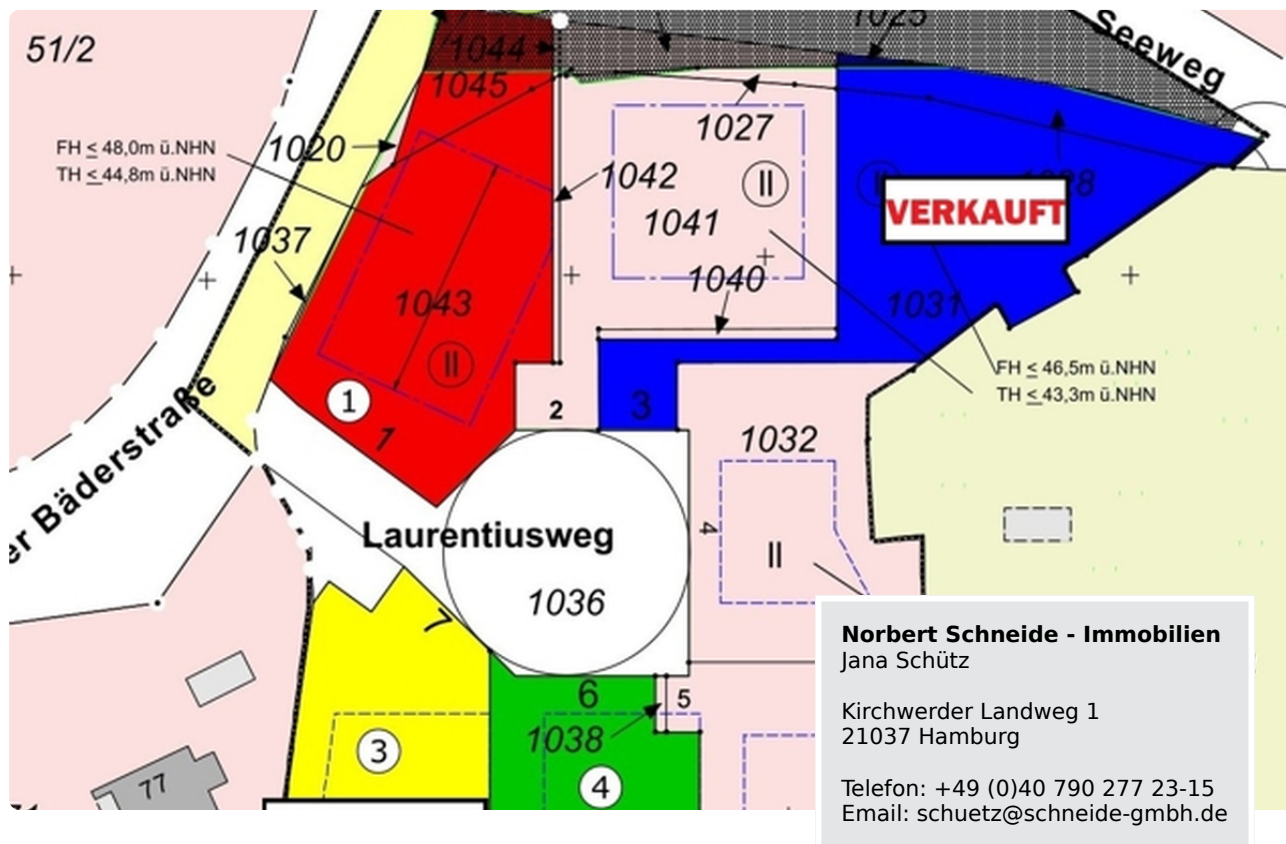 51/2
1044
1045
1025
Seeweg
FH ≤ 48,0m ü.NHN
TH ≤ 44,8m ü.NHN
1020
1027
1042
II
1041
VERKAUFT
1037
1040
1043
1031
II
FH ≤ 46,5m ü.NHN
TH ≤ 43,3m ü.NHN
1
1
2
3
1032
er Bäderstraße
Laurentiusweg
4
II
1036
7
6
5
1038
3
4
77
Norbert Schneide - Immobilien
Jana Schütz
Kirchwerder Landweg 1
21037 Hamburg
Telefon: +49 (0)40 790 277 23-15
Email: schuetz@schneide-gmbh.de